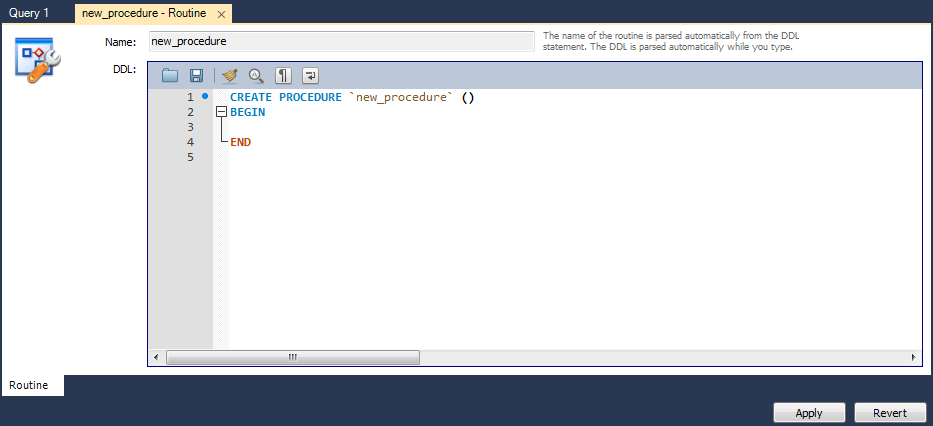 Query 1
new_procedure - Routine
Name:
new_procedure
The name of the routine is parsed automatically from the DDL
statement. The DDL is parsed automatically while you type.
DDL:
1 CREATE PROCEDURE `new_procedure` ()
2 BEGIN
3
4 END
5
Routine
Apply
Revert